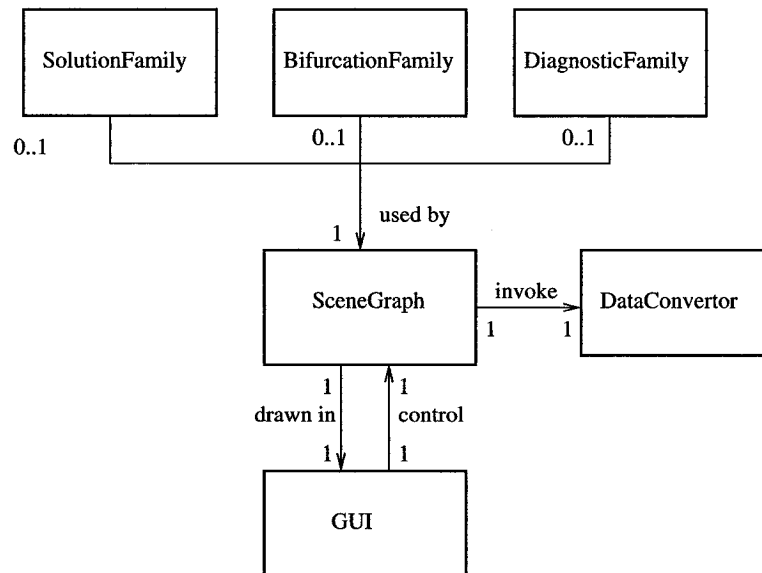 SolutionFamily
BifurcationFamily
DiagnosticFamily
0..1
0..1
0..1
used by
1
SceneGraph
invoke
1
1
DataConvertor
1
1
drawn in
control
1
1
GUI